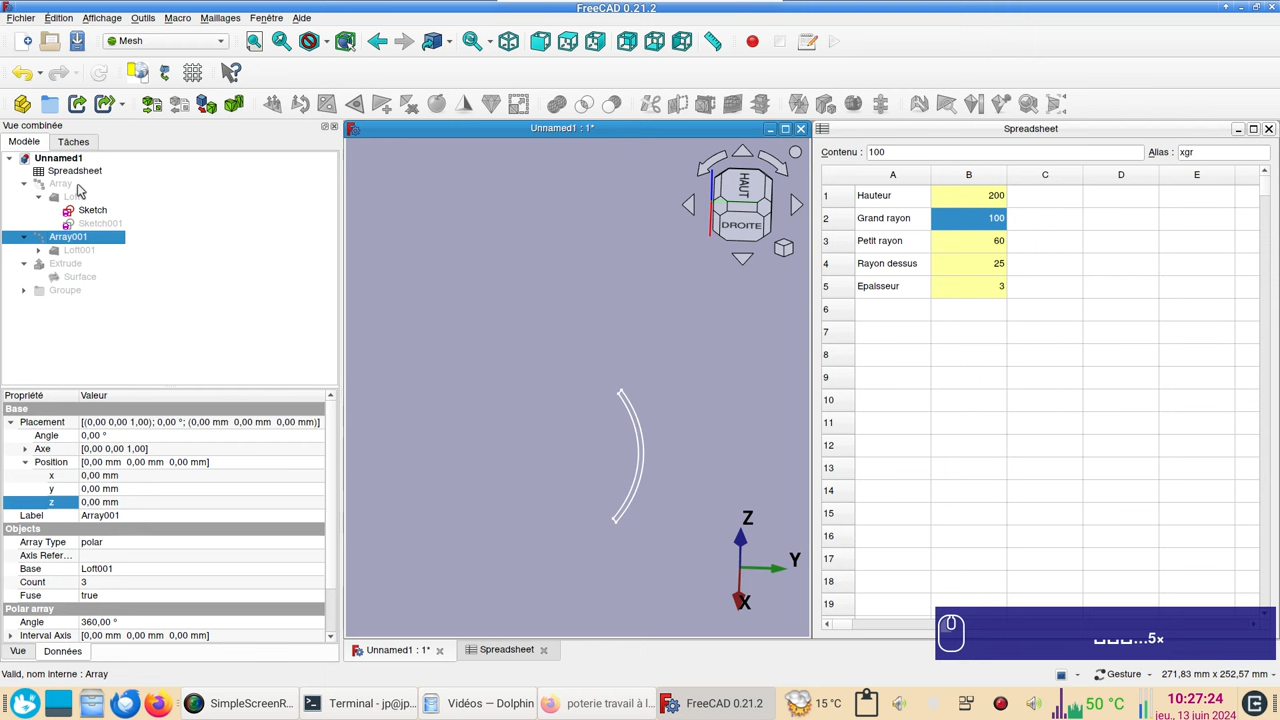 FreeCAD 0.21.2
Fichier Édition Affichage Outils Macro Maillages Fenêtre Aide
Mesh
Vue combinée
Modèle Tâches
Unnamed1
Spreadsheet
Array
Sketch
Sketch001
Array001
Loft001
Extrude
Surface
Groupe
Propriété Valeur
Base
Placement [(0,00 0,00 1,00); 0,00 °; (0,00 mm 0,00 mm 0,00 mm)]
Angle 0,00 °
Axe [0,00 0,00 1,00]
Position [0,00 mm 0,00 mm 0,00 mm]
x 0,00 mm
y 0,00 mm
z 0,00 mm
Label Array001
Objects
Array Type polar
Axis Refer...
Base Loft001
Count 3
Fuse true
Polar array
Angle 360,00 °
Interval Axis [0,00 mm 0,00 mm 0,00 mm]
Vue Données
Valid, nom interne : Array
Unnamed1 : 1*
HAUT
DROITE
Z
Y
X
Unnamed1 : 1* Spreadsheet
Spreadsheet
Contenu : 100 Alias : xgr
A B C D E
1 Hauteur 200
2 Grand rayon 100
3 Petit rayon 60
4 Rayon dessus 25
5 Epaisseur 3
6
7
8
9
10
11
12
13
14
15
16
17
18
19
...5×
Gesture 271,83 mm x 252,57 mm
SimpleScreenR... Terminal - jp@jp... Vidéos — Dolphin poterie travail à l... FreeCAD 0.21.2... 15 °C 50 °C
10:27:24
jeu., 13 juin 2024